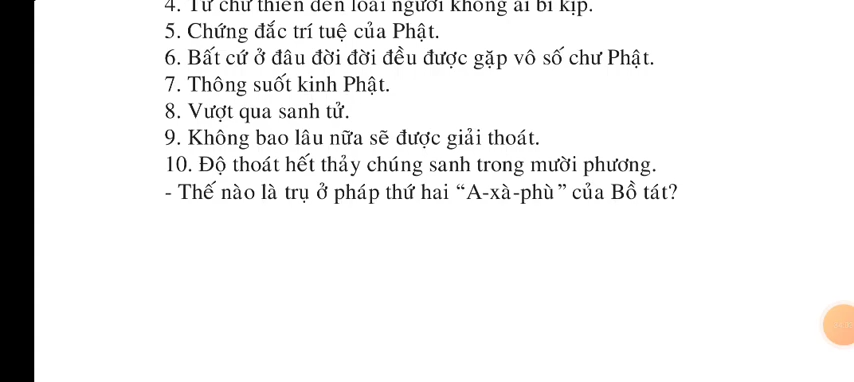 4. Từ chư thiên đến loài người không ai bì kịp.
5. Chứng đắc trí tuệ của Phật.
6. Bất cứ ở đâu đời đời đều được gặp vô số chư Phật.
7. Thông suốt kinh Phật.
8. Vượt qua sanh tử.
9. Không bao lâu nữa sẽ được giải thoát.
10. Độ thoát hết thảy chúng sanh trong mười phương.
- Thế nào là trụ ở pháp thứ hai “A-xà-phù” của Bồ tát?